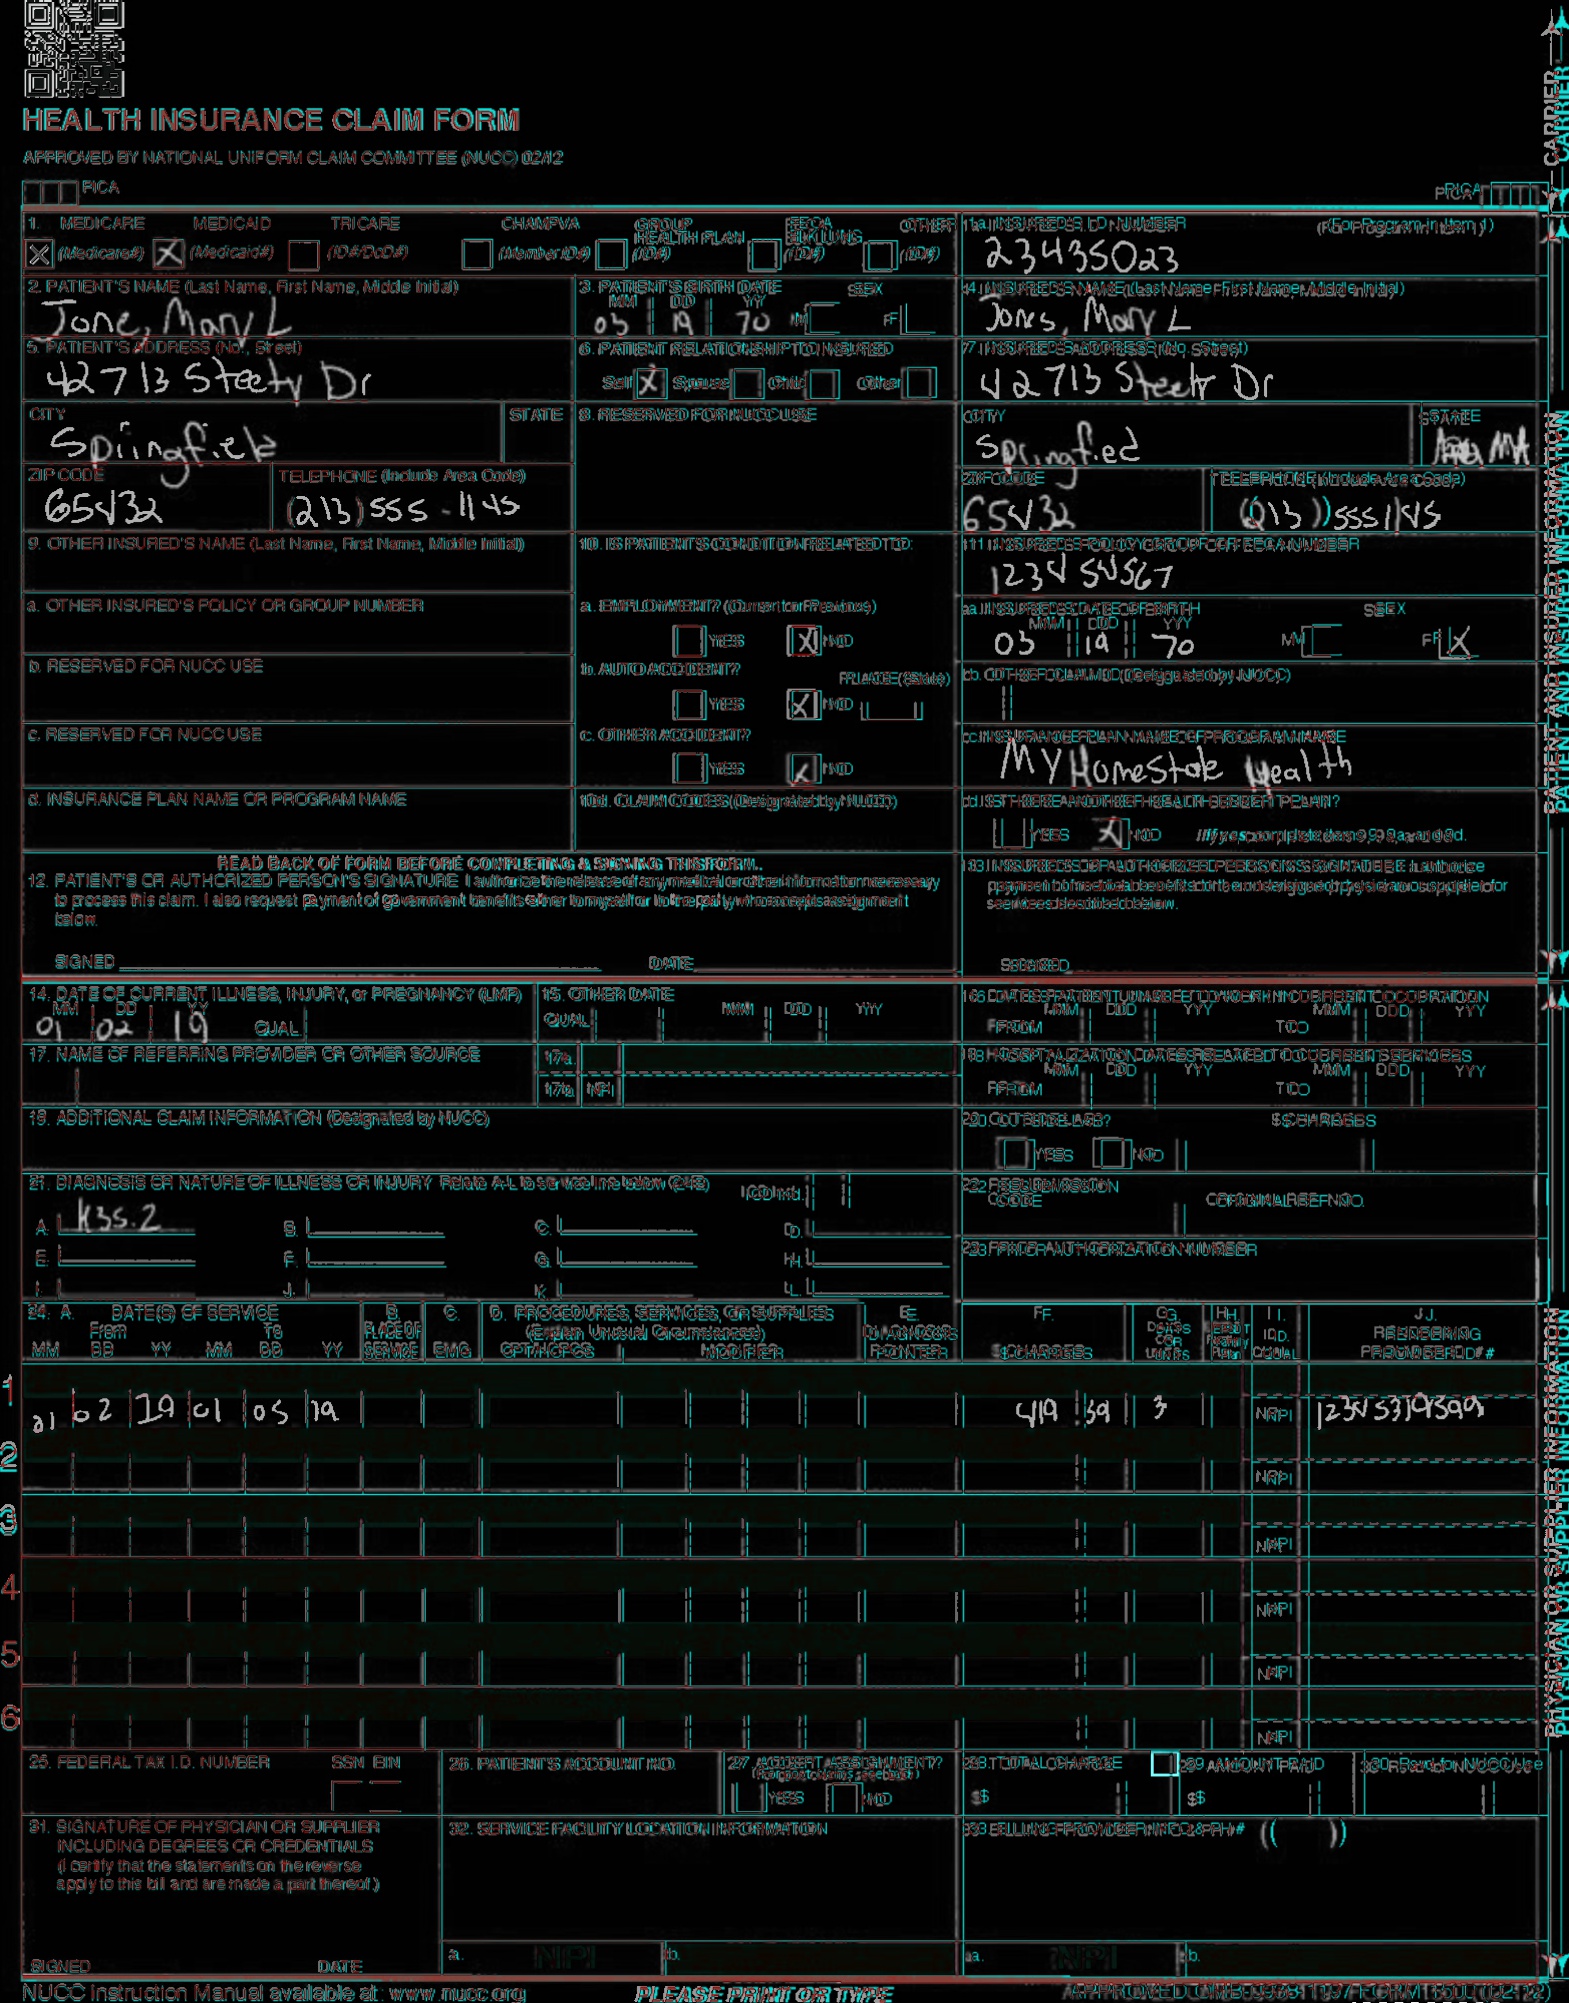 HEALTH INSURANCE CLAIM FORM
APPROVED BY NATIONAL UNIFORM CLAIM COMMITTEE (NUCC) 02/12
PICA
PICA
CARRIER
1. MEDICARE MEDICAID TRICARE CHAMPVA GROUP HEALTH PLAN FECA BLK LUNG OTHER
X (Medicare#) X (Medicaid#) (ID#/DoD#) (Member ID#) (ID#) (ID#) (ID#)
1a. INSURED'S I.D. NUMBER (For Program in Item 1)
23435023
2. PATIENT'S NAME (Last Name, First Name, Middle Initial)
Jone, Mary L
3. PATIENT'S BIRTH DATE SEX
MM DD YY
03 19 70 M F
4. INSURED'S NAME (Last Name, First Name, Middle Initial)
Jones, Mary L
5. PATIENT'S ADDRESS (No., Street)
42713 Steety Dr
6. PATIENT RELATIONSHIP TO INSURED
Self X Spouse Child Other
7. INSURED'S ADDRESS (No., Street)
42713 Dr
CITY STATE
Springfield
8. RESERVED FOR NUCC USE
CITY STATE
Springfied MA
ZIP CODE TELEPHONE (Include Area Code)
65432 (213) 555-1145
ZIP CODE TELEPHONE (Include Area Code)
65432 (213) 5551145
9. OTHER INSURED'S NAME (Last Name, First Name, Middle Initial)
10. IS PATIENT'S CONDITION RELATED TO:
11. INSURED'S POLICY GROUP OR FECA NUMBER
123454567
a. OTHER INSURED'S POLICY OR GROUP NUMBER
a. EMPLOYMENT? (Current or Previous)
YES X NO
a. INSURED'S DATE OF BIRTH SEX
MM DD YY
03 19 70 M F X
b. RESERVED FOR NUCC USE
b. AUTO ACCIDENT? PLACE (State)
YES X NO
b. OTHER CLAIM ID (Designated by NUCC)
c. RESERVED FOR NUCC USE
c. OTHER ACCIDENT?
YES X NO
c. INSURANCE PLAN NAME OR PROGRAM NAME
MY HomeState Health
d. INSURANCE PLAN NAME OR PROGRAM NAME
10d. CLAIM CODES (Designated by NUCC)
d. IS THERE ANOTHER HEALTH BENEFIT PLAN?
YES X NO If yes, complete items 9, 9a, and 9d.
PATIENT AND INSURED INFORMATION
READ BACK OF FORM BEFORE COMPLETING & SIGNING THIS FORM.
12. PATIENT'S OR AUTHORIZED PERSON'S SIGNATURE I authorize the release of any medical or other information necessary
to process this claim. I also request payment of government benefits either to myself or to the party who accepts assignment
below.
SIGNED DATE
13. INSURED'S OR AUTHORIZED PERSON'S SIGNATURE I authorize
payment of medical benefits to the undersigned physician or supplier for
services described below.
SIGNED
14. DATE OF CURRENT ILLNESS, INJURY, or PREGNANCY (LMP)
MM DD YY
01 02 19 QUAL
15. OTHER DATE
QUAL MM DD YY
16. DATES PATIENT UNABLE TO WORK IN CURRENT OCCUPATION
MM DD YY MM DD YY
FROM TO
17. NAME OF REFERRING PROVIDER OR OTHER SOURCE
17a.
NPI
18. HOSPITALIZATION DATES RELATED TO CURRENT SERVICES
MM DD YY MM DD YY
FROM TO
19. ADDITIONAL CLAIM INFORMATION (Designated by NUCC)
20. OUTSIDE LAB? $ CHARGES
YES NO
21. DIAGNOSIS OR NATURE OF ILLNESS OR INJURY Relate A-L to service line below (24E) ICD Ind.
A. K35.2 B. C. D.
E. F. G. H.
I. J. K. L.
22. RESUBMISSION CODE ORIGINAL REF. NO.
23. PRIOR AUTHORIZATION NUMBER
24. A. DATE(S) OF SERVICE
From To
MM DD YY MM DD YY
B. PLACE OF SERVICE
C. EMG
D. PROCEDURES, SERVICES, OR SUPPLIES
(Explain Unusual Circumstances)
CPT/HCPCS MODIFIER
E. DIAGNOSIS POINTER
F. $ CHARGES
G. DAYS OR UNITS
H. EPSDT Family Plan
I. ID. QUAL.
J. RENDERING PROVIDER ID. #
1
01 02 19 01 05 19 419 59 3 NPI
2 NPI
3 NPI
4 NPI
5 NPI
6 NPI
PHYSICIAN OR SUPPLIER INFORMATION
25. FEDERAL TAX I.D. NUMBER SSN EIN
26. PATIENT'S ACCOUNT NO.
27. ACCEPT ASSIGNMENT?
(For govt. claims, see back)
YES NO
28. TOTAL CHARGE
$
29. AMOUNT PAID
$
30. Rsvd for NUCC Use
31. SIGNATURE OF PHYSICIAN OR SUPPLIER
INCLUDING DEGREES OR CREDENTIALS
(I certify that the statements on the reverse
apply to this bill and are made a part thereof.)
SIGNED DATE
32. SERVICE FACILITY LOCATION INFORMATION
a. NPI b.
33. BILLING PROVIDER INFO & PH # ( )
a. NPI b.
NUCC Instruction Manual available at: www.nucc.org
PLEASE PRINT OR TYPE